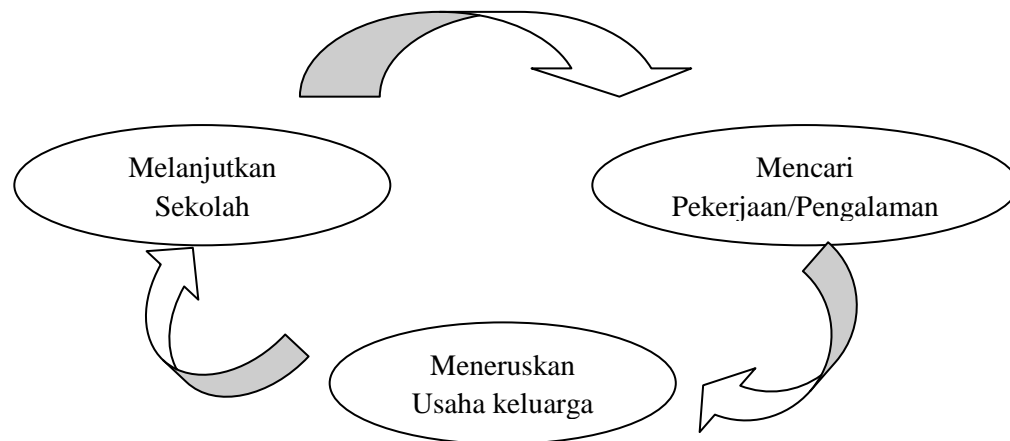 Melanjutkan
Sekolah
Mencari
Pekerjaan/Pengalaman
Meneruskan
Usaha keluarga